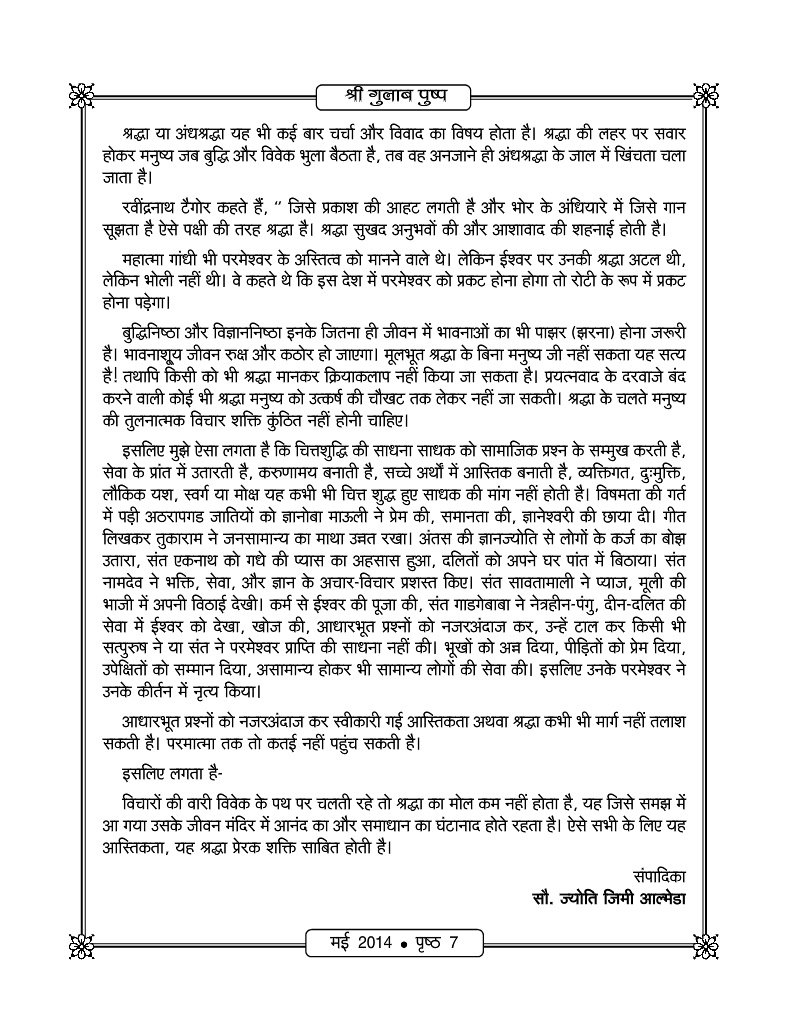 श्री गुलाब पुष्प
श्रद्धा या अंधश्रद्धा यह भी कई बार चर्चा और विवाद का विषय होता है। श्रद्धा की लहर पर सवार
होकर मनुष्य जब बुद्धि और विवेक भुला बैठता है, तब वह अनजाने ही अंधश्रद्धा के जाल में खिंचता चला
जाता है।
रवींद्रनाथ टैगोर कहते हैं, “ जिसे प्रकाश की आहट लगती है और भोर के अंधियारे में जिसे गान
सूझता है ऐसे पक्षी की तरह श्रद्धा है। श्रद्धा सुखद अनुभवों की और आशावाद की शहनाई होती है।
महात्मा गांधी भी परमेश्वर के अस्तित्व को मानने वाले थे। लेकिन ईश्वर पर उनकी श्रद्धा अटल थी,
लेकिन भोली नहीं थी। वे कहते थे कि इस देश में परमेश्वर को प्रकट होना होगा तो रोटी के रूप में प्रकट
होना पड़ेगा।
बुद्धिनिष्ठा और विज्ञाननिष्ठा इनके जितना ही जीवन में भावनाओं का भी पाझर (झरना) होना जरूरी
है। भावनाशू्य जीवन रुक्ष और कठोर हो जाएगा। मूलभूत श्रद्धा के बिना मनुष्य जी नहीं सकता यह सत्य
है! तथापि किसी को भी श्रद्धा मानकर क्रियाकलाप नहीं किया जा सकता है। प्रयत्नवाद के दरवाजे बंद
करने वाली कोई भी श्रद्धा मनुष्य को उत्कर्ष की चौखट तक लेकर नहीं जा सकती। श्रद्धा के चलते मनुष्य
की तुलनात्मक विचार शक्ति कुंठित नहीं होनी चाहिए।
इसलिए मुझे ऐसा लगता है कि चित्तशुद्धि की साधना साधक को सामाजिक प्रश्न के सम्मुख करती है,
सेवा के प्रांत में उतारती है, करुणामय बनाती है, सच्चे अर्थों में आस्तिक बनाती है, व्यक्तिगत, दुःमुक्ति,
लौकिक यश, स्वर्ग या मोक्ष यह कभी भी चित्त शुद्ध हुए साधक की मांग नहीं होती है। विषमता की गर्त
में पड़ी अठरापगड जातियों को ज्ञानोबा माऊली ने प्रेम की, समानता की, ज्ञानेश्वरी की छाया दी। गीत
लिखकर तुकाराम ने जनसामान्य का माथा उन्नत रखा। अंतस की ज्ञानज्योति से लोगों के कर्ज का बोझ
उतारा, संत एकनाथ को गधे की प्यास का अहसास हुआ, दलितों को अपने घर पांत में बिठाया। संत
नामदेव ने भक्ति, सेवा, और ज्ञान के अचार-विचार प्रशस्त किए। संत सावतामाली ने प्याज, मूली की
भाजी में अपनी विठाई देखी। कर्म से ईश्वर की पूजा की, संत गाडगेबाबा ने नेत्रहीन-पंगु, दीन-दलित की
सेवा में ईश्वर को देखा, खोज की, आधारभूत प्रश्नों को नजरअंदाज कर, उन्हें टाल कर किसी भी
सत्पुरुष ने या संत ने परमेश्वर प्राप्ति की साधना नहीं की। भूखों को अन्न दिया, पीड़ितों को प्रेम दिया,
उपेक्षितों को सम्मान दिया, असामान्य होकर भी सामान्य लोगों की सेवा की। इसलिए उनके परमेश्वर ने
उनके कीर्तन में नृत्य किया।
आधारभूत प्रश्नों को नजरअंदाज कर स्वीकारी गई आस्तिकता अथवा श्रद्धा कभी भी मार्ग नहीं तलाश
सकती है। परमात्मा तक तो कतई नहीं पहुंच सकती है।
इसलिए लगता है-
विचारों की वारी विवेक के पथ पर चलती रहे तो श्रद्धा का मोल कम नहीं होता है, यह जिसे समझ में
आ गया उसके जीवन मंदिर में आनंद का और समाधान का घंटानाद होते रहता है। ऐसे सभी के लिए यह
आस्तिकता, यह श्रद्धा प्रेरक शक्ति साबित होती है।
संपादिका
सौ. ज्योति जिमी आल्मेडा
मई 2014 • पृष्ठ 7